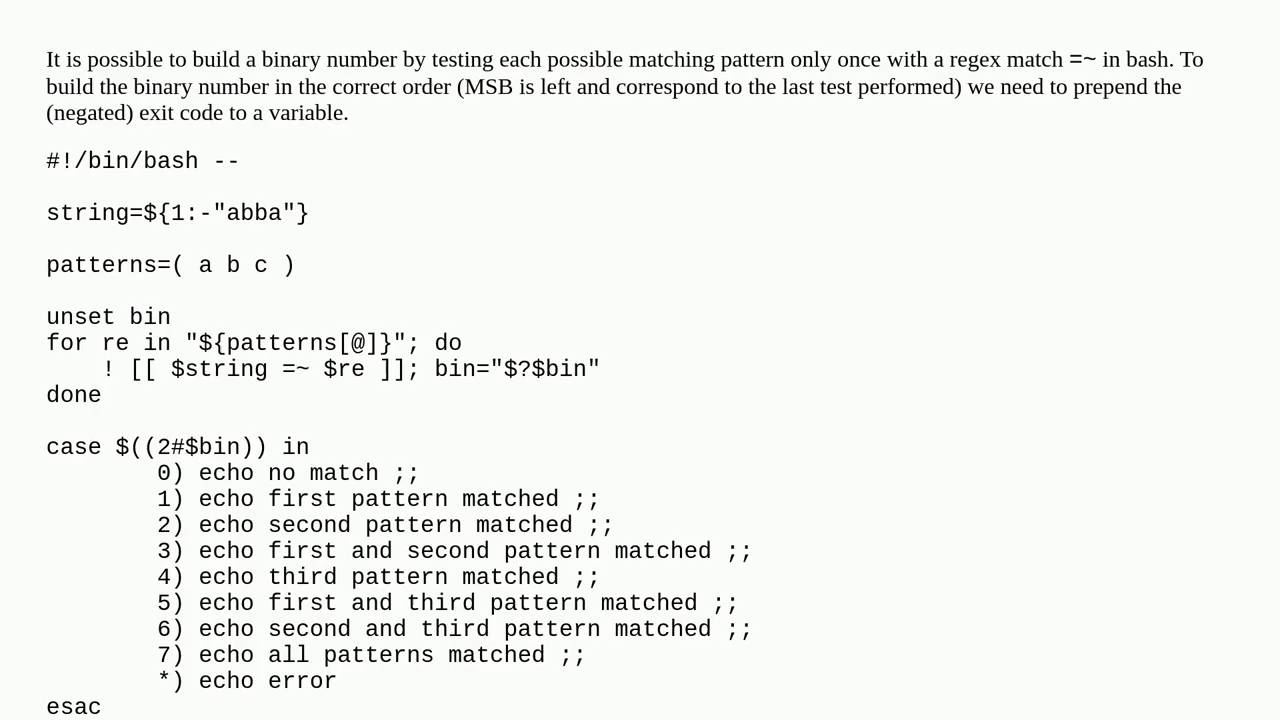 It is possible to build a binary number by testing each possible matching pattern only once with a regex match =~ in bash. To
build the binary number in the correct order (MSB is left and correspond to the last test performed) we need to prepend the
(negated) exit code to a variable.
#!/bin/bash --
string=${1:-"abba"}
patterns=( a b c )
unset bin
for re in "${patterns[@]}"; do
    ! [[ $string =~ $re ]]; bin="$?$bin"
done
case $((2#$bin)) in
        0) echo no match ;;
        1) echo first pattern matched ;;
        2) echo second pattern matched ;;
        3) echo first and second pattern matched ;;
        4) echo third pattern matched ;;
        5) echo first and third pattern matched ;;
        6) echo second and third pattern matched ;;
        7) echo all patterns matched ;;
        *) echo error
esac